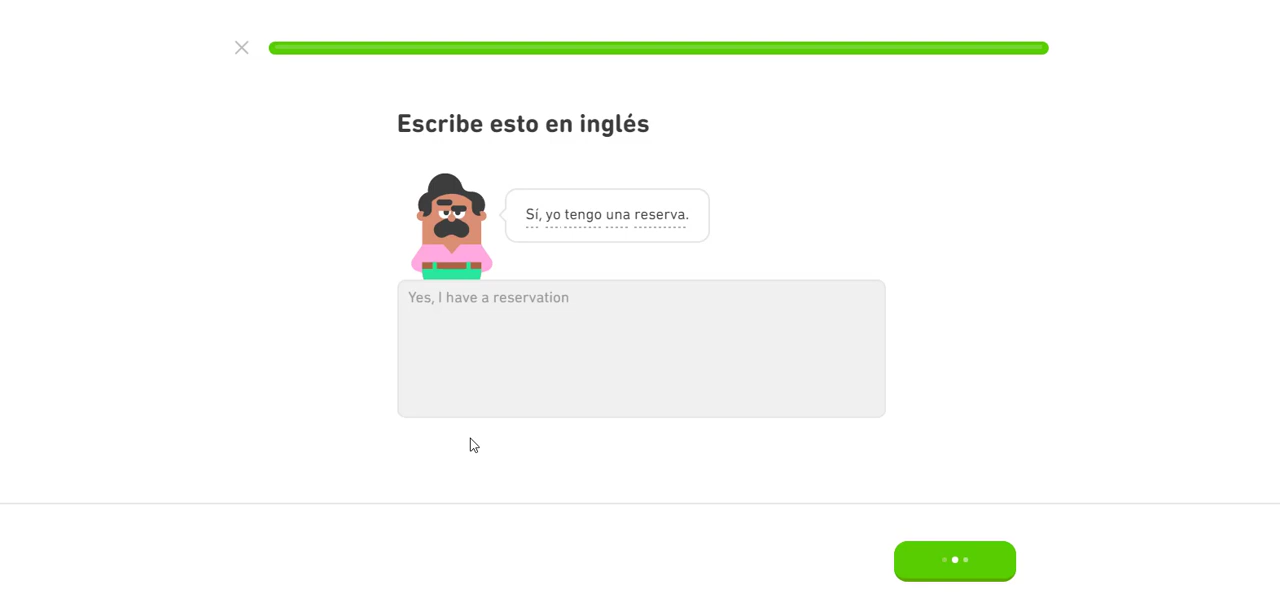 Escribe esto en inglés
Sí, yo tengo una reserva.
Yes, I have a reservation